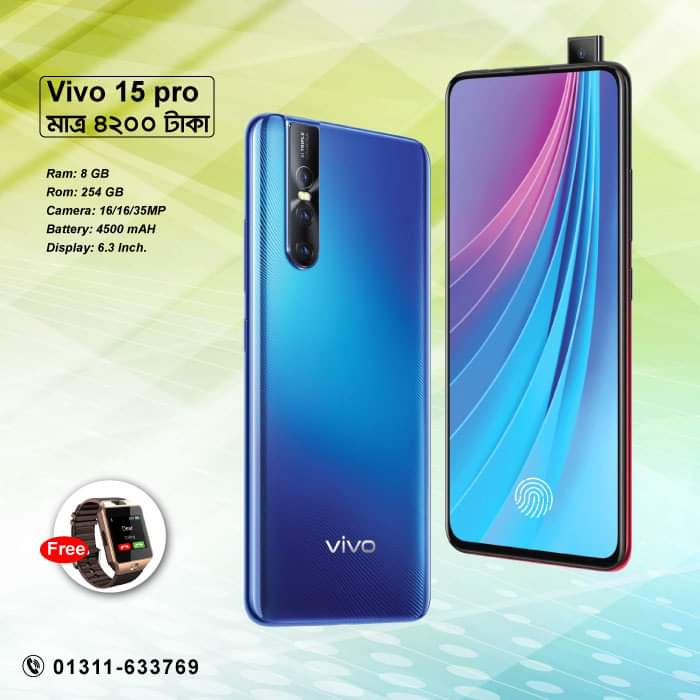 Vivo 15 pro
মাত্র ৪২০০ টাকা
Ram: 8 GB
Rom: 254 GB
Camera: 16/16/35MP
Battery: 4500 mAH
Display: 6.3 Inch.
vivo
Free
01311-633769